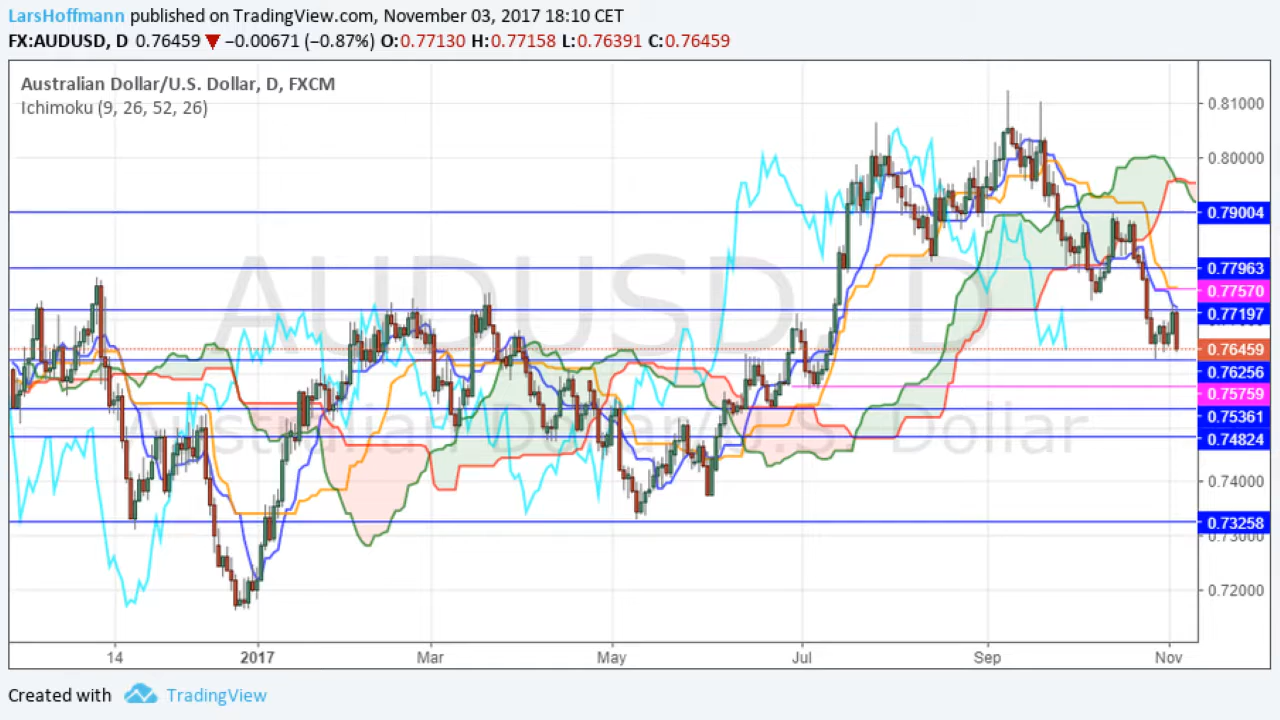 LarsHoffmann published on TradingView.com, November 03, 2017 18:10 CET
FX:AUDUSD, D 0.76459 ▼ −0.00671 (−0.87%) O:0.77130 H:0.77158 L:0.76391 C:0.76459
Australian Dollar/U.S. Dollar, D, FXCM
Ichimoku (9, 26, 52, 26)
AUDUSD, D
Australian Dollar/U.S. Dollar
0.81000
0.80000
0.79004
0.77963
0.77570
0.77197
0.76459
0.76256
0.75759
0.75361
0.74824
0.74000
0.73258
0.73000
0.72000
14 2017 Mar May Jul Sep Nov
Created with TradingView